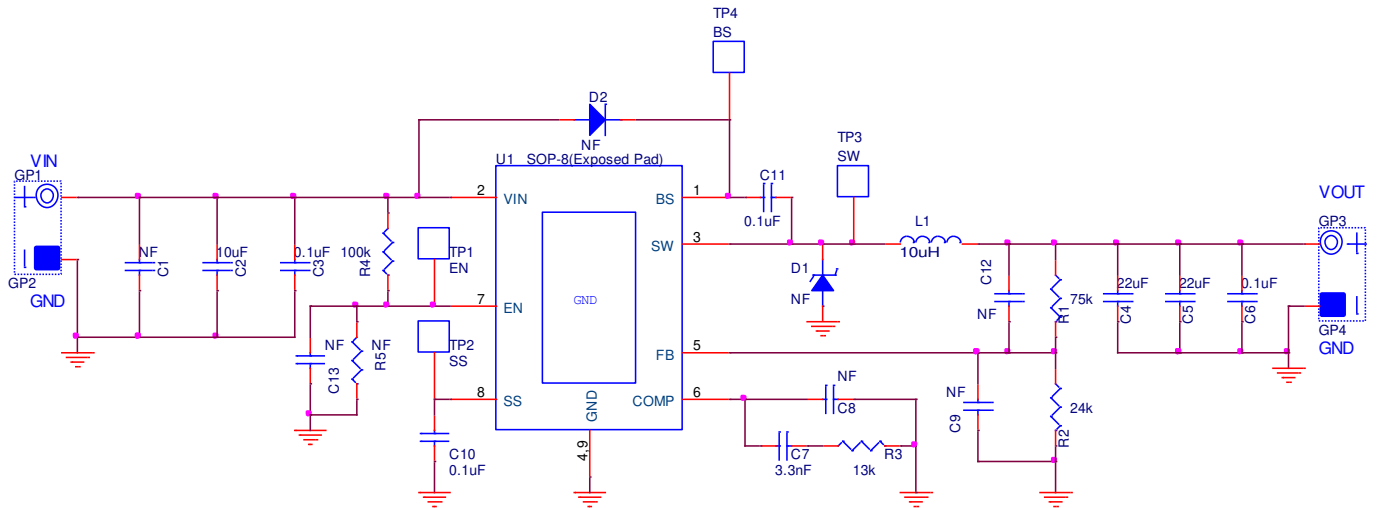 TP4
BS
D2
NF
U1 SOP-8(Exposed Pad)
TP3
SW
VIN
GP1
GP2
GND
NF
C1
10uF
C2
0.1uF
C3
100k
R4
TP1
EN
NF
C13
NF
R5
TP2
SS
C10
0.1uF
2
VIN
7
EN
8
SS
GND
GND
4,9
BS
1
SW
3
FB
5
COMP
6
C11
0.1uF
D1
NF
L1
10uH
C12
NF
75k
R1
22uF
C4
22uF
C5
0.1uF
C6
VOUT
GP3
GP4
GND
NF
C8
C7
3.3nF
R3
13k
NF
C9
24k
R2